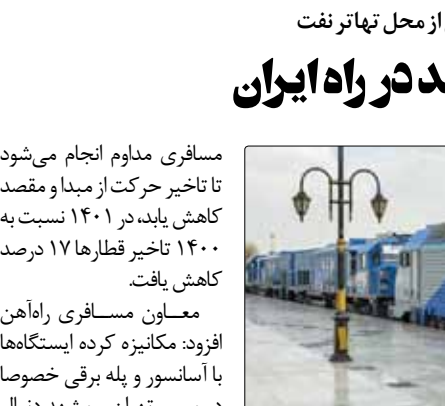 از محل تهاتر نفت
در راه ایران
مسافری مداوم انجام می‌شود
تا تاخیر حرکت از مبدا و مقصد
کاهش یابد، در ۱۴۰۱ نسبت به
۱۴۰۰ تاخیر قطارها ۱۷ درصد
کاهش یافت.
معــاون مســافری راه‌آهن
افزود: مکانیزه کرده ایستگاه‌ها
با آسانسور و پله برقی خصوصا